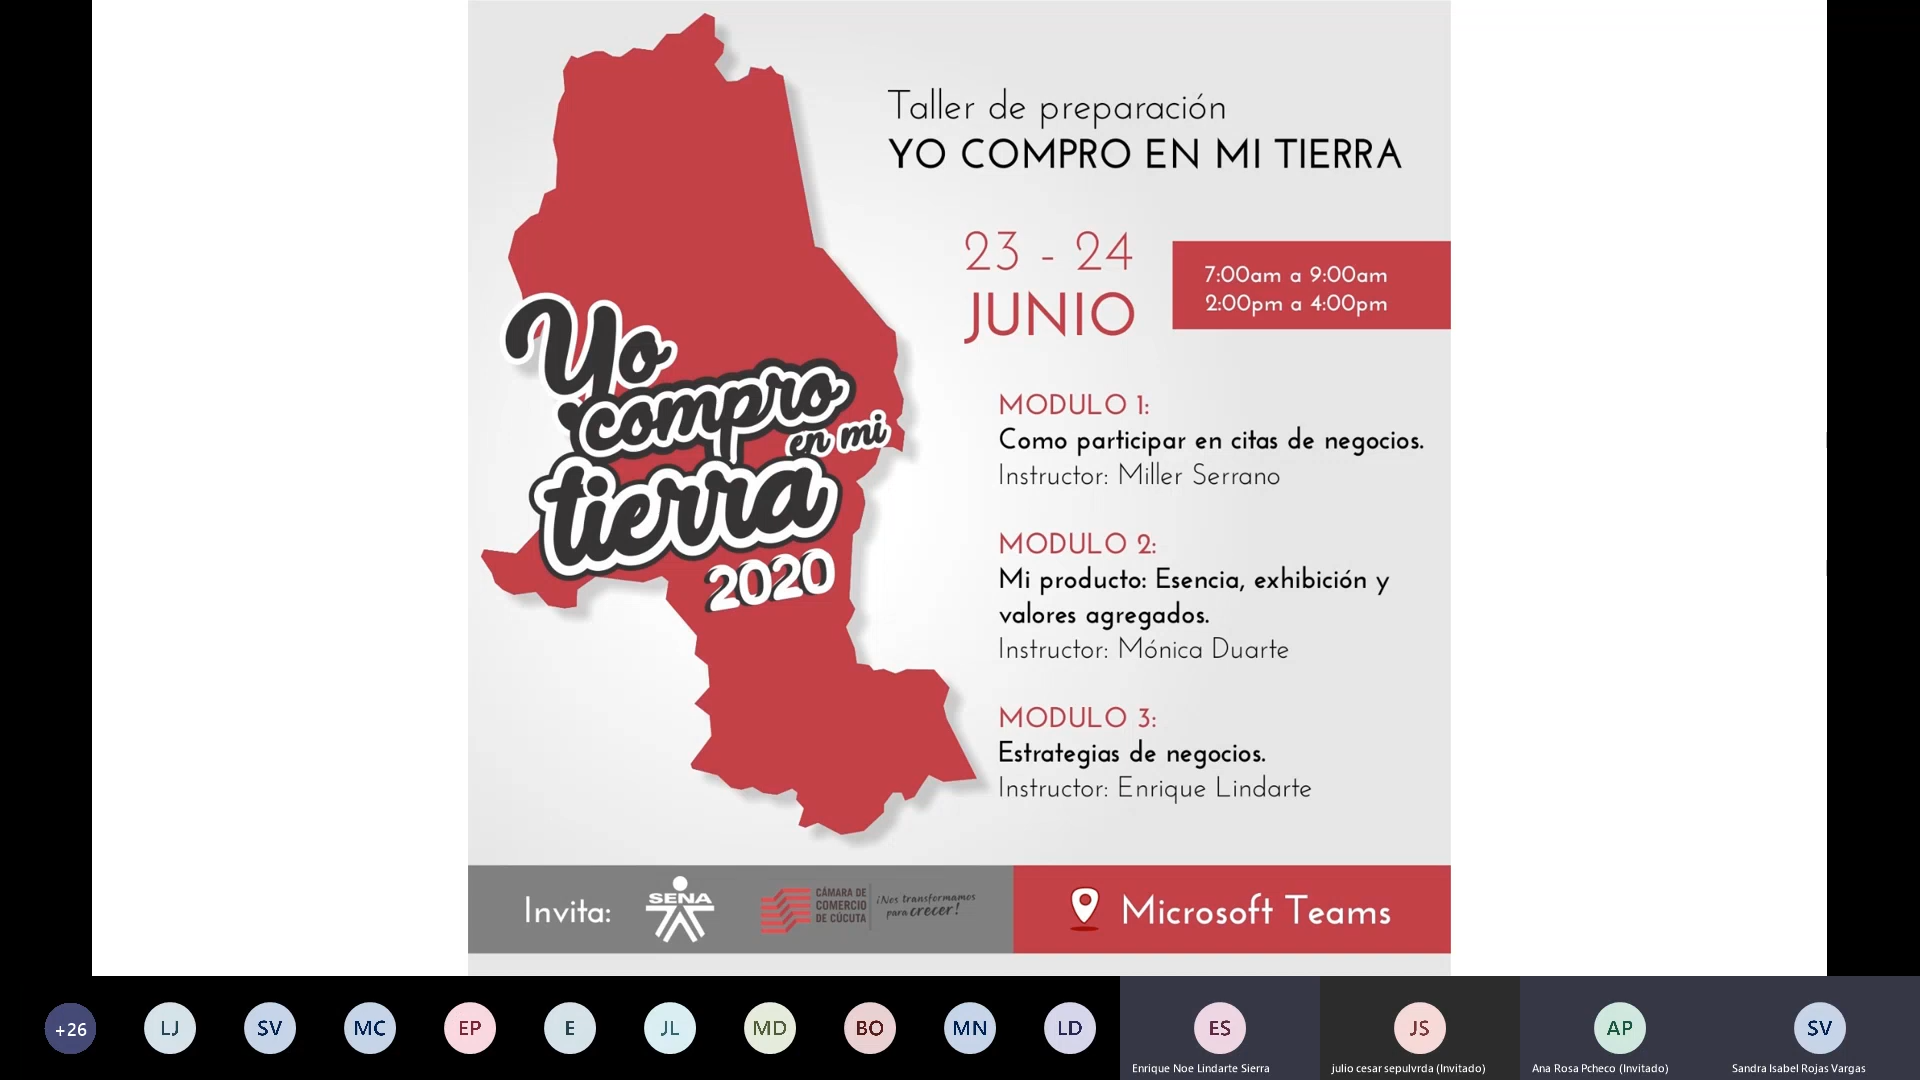 Taller de preparación
YO COMPRO EN MI TIERRA
23 - 24
JUNIO
7:00am a 9:00am
2:00pm a 4:00pm
Yo
compro
en mi
tierra
2020
MODULO 1:
Como participar en citas de negocios.
Instructor: Miller Serrano
MODULO 2:
Mi producto: Esencia, exhibición y
valores agregados.
Instructor: Mónica Duarte
MODULO 3:
Estrategias de negocios.
Instructor: Enrique Lindarte
Invita:
SENA
CÁMARA DE
COMERCIO
DE CÚCUTA
¡Nos transformamos
para crecer!
Microsoft Teams
+26
LJ
SV
MC
EP
E
JL
MD
BO
MN
LD
ES
JS
AP
SV
Enrique Noe Lindarte Sierra
julio cesar sepulvrda (Invitado)
Ana Rosa Pcheco (Invitado)
Sandra Isabel Rojas Vargas